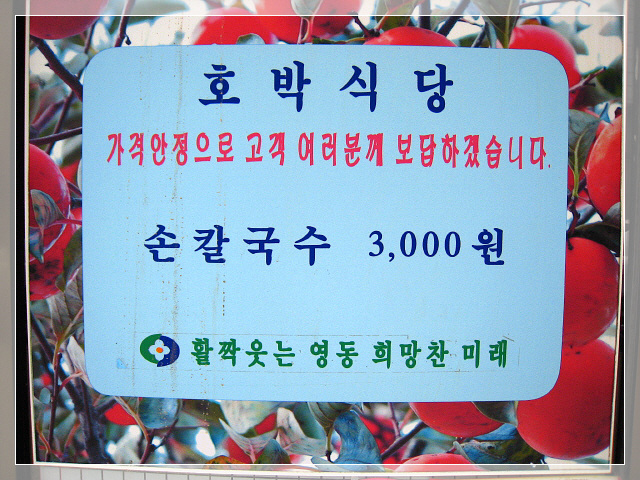 호박식당
가격안정으로 고객 여러분께 보답하겠습니다.
손칼국수 3,000원
활짝웃는 영동 희망찬 미래